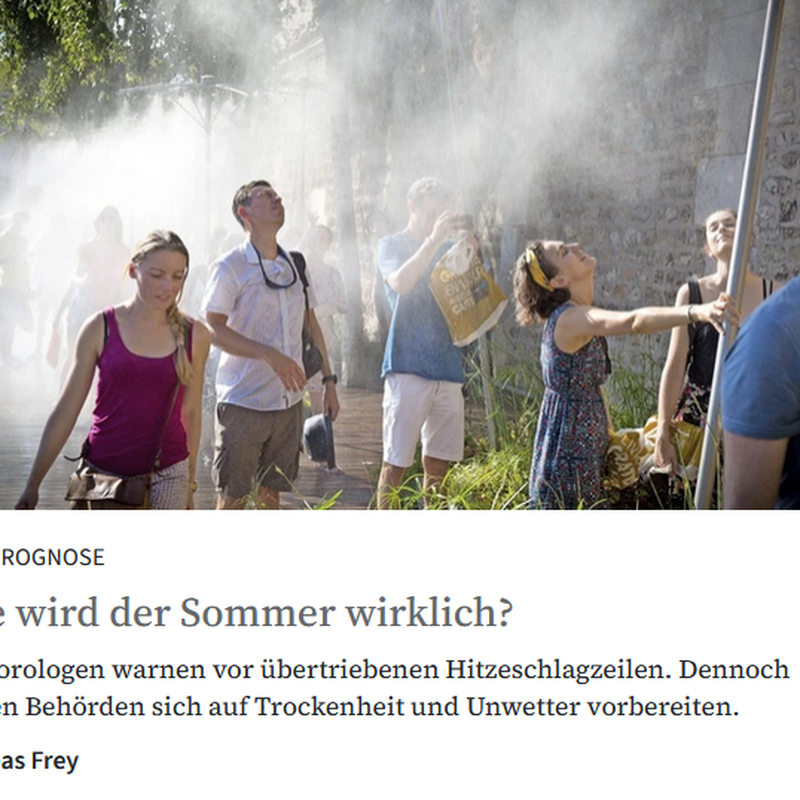 ROGNOSE
e wird der Sommer wirklich?
orologen warnen vor übertriebenen Hitzeschlagzeilen. Dennoch
en Behörden sich auf Trockenheit und Unwetter vorbereiten.
as Frey